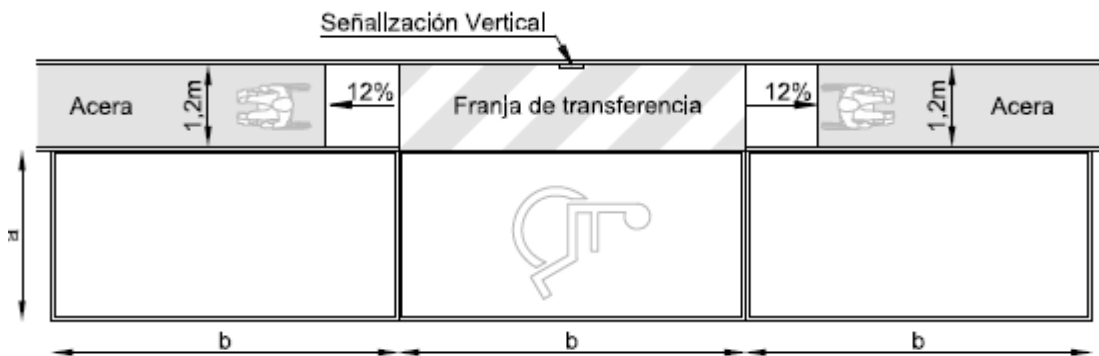 Señalización Vertical
Acera
1,2m
12%
Franja de transferencia
12%
1,2m
Acera
a
b
b
b